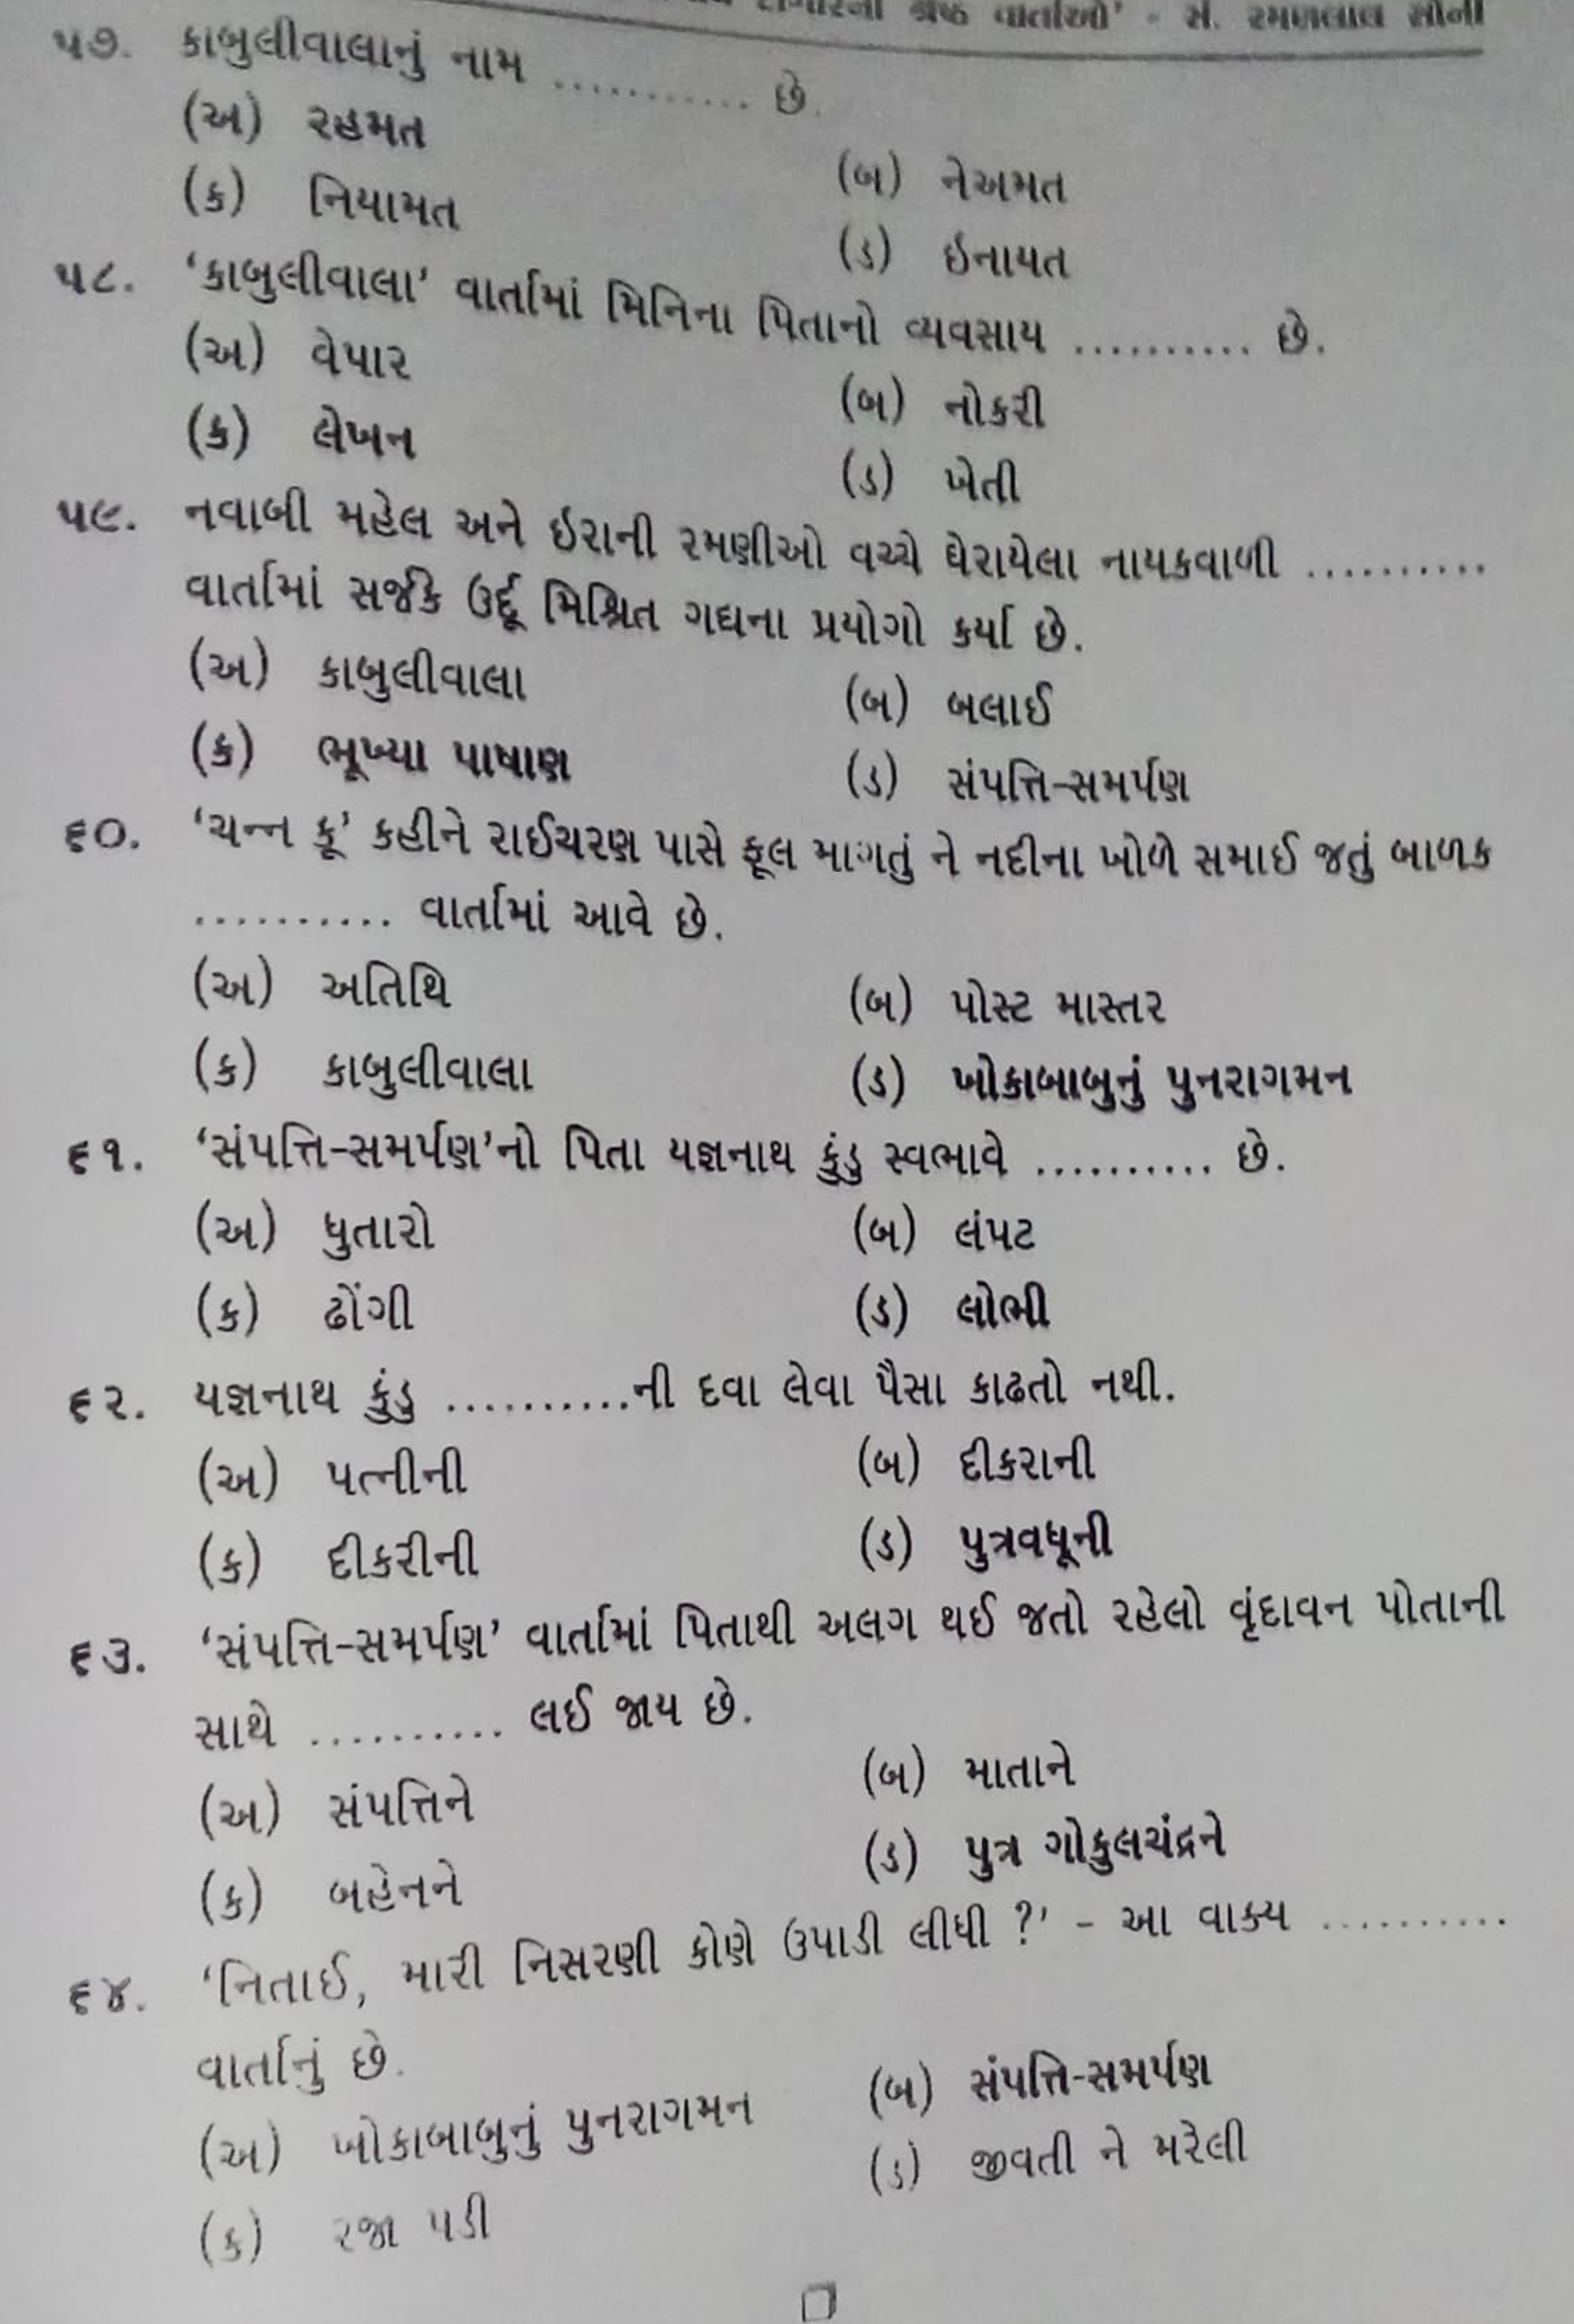 શ્રેષ્ઠ વાર્તાઓ' - સં. રમણલાલ સોની
૫૭. કાબુલીવાલાનું નામ ........... છે.
(અ) રહમત
(બ) નેઅમત
(ક) નિયામત
(ડ) ઇનાયત
૫૮. 'કાબુલીવાલા' વાર્તામાં મિનિના પિતાનો વ્યવસાય .......... છે.
(અ) વેપાર
(બ) નોકરી
(ક) લેખન
(ડ) ખેતી
૫૯. નવાબી મહેલ અને ઇરાની રમણીઓ વચ્ચે ઘેરાયેલા નાયકવાળી ..........
વાર્તામાં સર્જકે ઉર્દૂ મિશ્રિત ગદ્યના પ્રયોગો કર્યા છે.
(અ) કાબુલીવાલા
(બ) બલાઈ
(ક) ભૂખ્યા પાષાણ
(ડ) સંપત્તિ-સમર્પણ
૬૦. 'ચન્ન ફૂ' કહીને રાઈચરણ પાસે ફૂલ માગતું ને નદીના ખોળે સમાઈ જતું બાળક
.......... વાર્તામાં આવે છે.
(અ) અતિથિ
(બ) પોસ્ટ માસ્તર
(ક) કાબુલીવાલા
(ડ) ખોકાબાબુનું પુનરાગમન
૬૧. 'સંપત્તિ-સમર્પણ'નો પિતા યજ્ઞનાથ કુંડુ સ્વભાવે .......... છે.
(અ) ધુતારો
(બ) લંપટ
(ક) ઢોંગી
(ડ) લોભી
૬૨. યજ્ઞનાથ કુંડુ ..........ની દવા લેવા પૈસા કાઢતો નથી.
(અ) પત્નીની
(બ) દીકરાની
(ક) દીકરીની
(ડ) પુત્રવધૂની
૬૩. 'સંપત્તિ-સમર્પણ' વાર્તામાં પિતાથી અલગ થઈ જતો રહેલો વૃંદાવન પોતાની
સાથે .......... લઈ જાય છે.
(અ) સંપત્તિને
(બ) માતાને
(ક) બહેનને
(ડ) પુત્ર ગોકુલચંદ્રને
૬૪. 'નિતાઈ, મારી નિસરણી કોણે ઉપાડી લીધી ?' - આ વાક્ય ..........
વાર્તાનું છે.
(અ) ખોકાબાબુનું પુનરાગમન
(બ) સંપત્તિ-સમર્પણ
(ક) રજા પડી
(ડ) જીવતી ને મરેલી